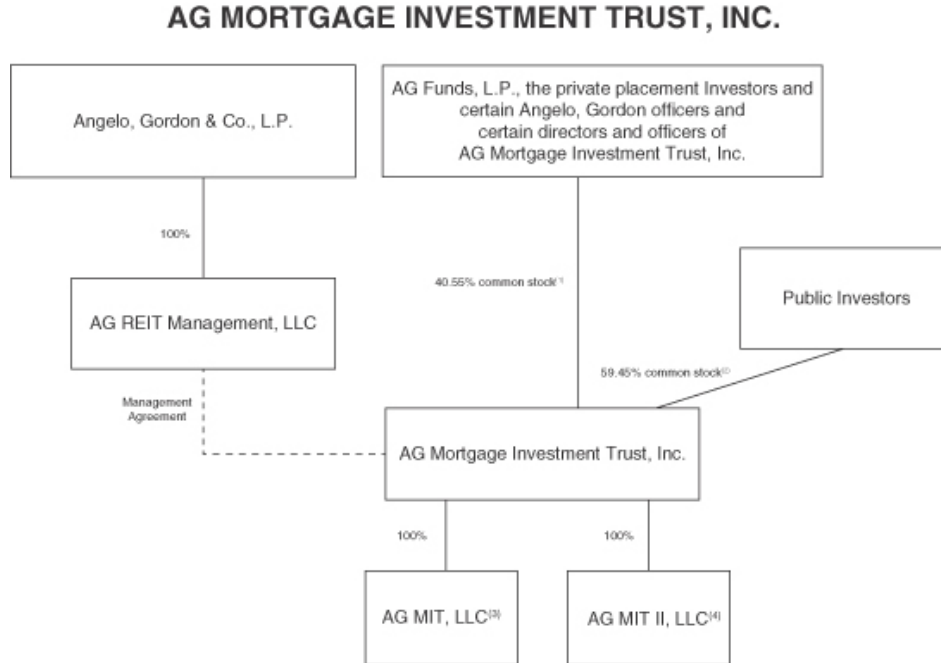 AG MORTGAGE INVESTMENT TRUST, INC.
Angelo, Gordon & Co., L.P.
AG Funds, L.P., the private placement Investors and
certain Angelo, Gordon officers and
certain directors and officers of
AG Mortgage Investment Trust, Inc.
100%
40.55% common stock⁽¹⁾
Public Investors
AG REIT Management, LLC
59.45% common stock⁽²⁾
Management
Agreement
AG Mortgage Investment Trust, Inc.
100%
100%
AG MIT, LLC⁽³⁾
AG MIT II, LLC⁽⁴⁾